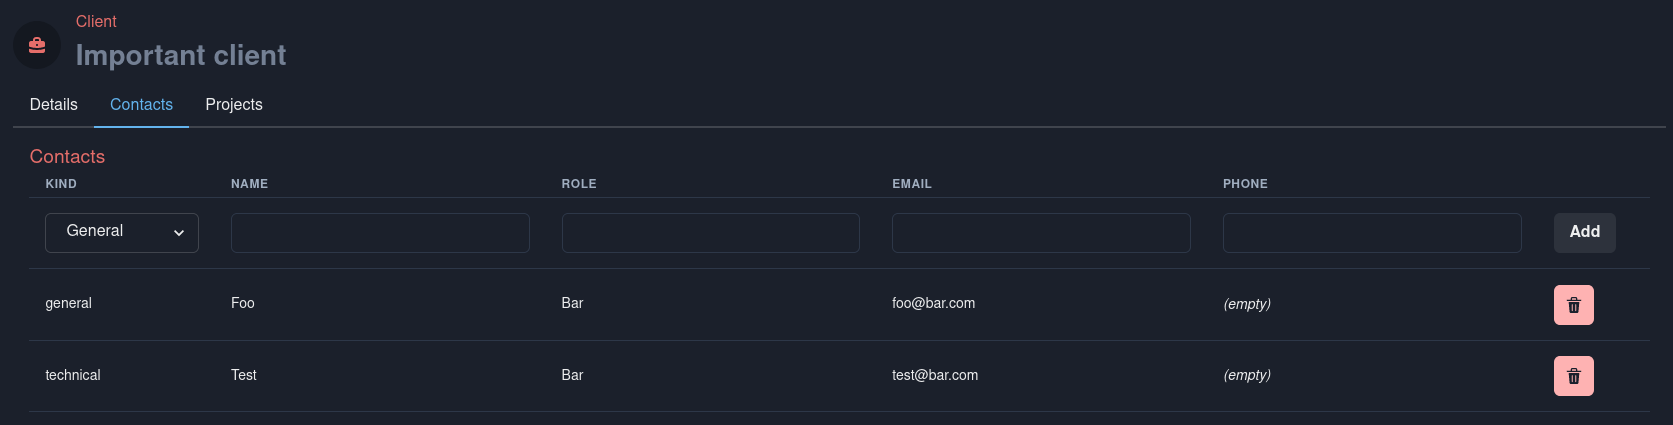 Client
Important client
Details Contacts Projects
Contacts
KIND NAME ROLE EMAIL PHONE
General Add
general Foo Bar foo@bar.com (empty)
technical Test Bar test@bar.com (empty)